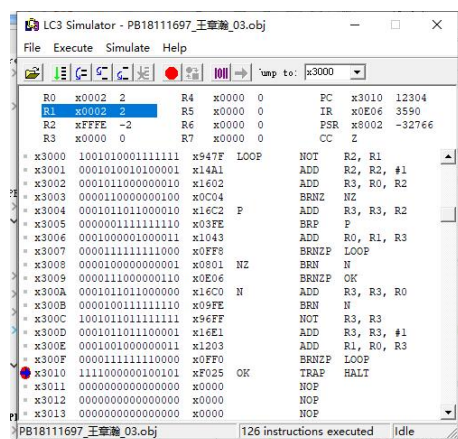 LC3 Simulator - PB18111697_王章瀚_03.obj
File Execute Simulate Help
Jump to: x3000
R0 x0002 2 R4 x0000 0 PC x3010 12304
R1 x0002 2 R5 x0000 0 IR x0E06 3590
R2 xFFFE -2 R6 x0000 0 PSR x8002 -32766
R3 x0000 0 R7 x0000 0 CC Z
x3000 1001010001111111 x947F LOOP NOT R2, R1
x3001 0001010010100001 x14A1 ADD R2, R2, #1
x3002 0001011000000010 x1602 ADD R3, R0, R2
x3003 0000110000000100 x0C04 BRNZ NZ
x3004 0001011011000010 x16C2 P ADD R3, R3, R2
x3005 0000001111111110 x03FE BRP P
x3006 0001000001000011 x1043 ADD R0, R1, R3
x3007 0000111111111000 x0FF8 BRNZP LOOP
x3008 0000100000000001 x0801 NZ BRN N
x3009 0000111000000110 x0E06 BRNZP OK
x300A 0001011011000000 x16C0 N ADD R3, R3, R0
x300B 0000100111111110 x09FE BRN N
x300C 1001011011111111 x96FF NOT R3, R3
x300D 0001011011100001 x16E1 ADD R3, R3, #1
x300E 0001001000000011 x1203 ADD R1, R0, R3
x300F 0000111111110000 x0FF0 BRNZP LOOP
x3010 1111000000100101 xF025 OK TRAP HALT
x3011 0000000000000000 x0000 NOP
x3012 0000000000000000 x0000 NOP
x3013 0000000000000000 x0000 NOP
PB18111697_王章瀚_03.obj 126 instructions executed Idle